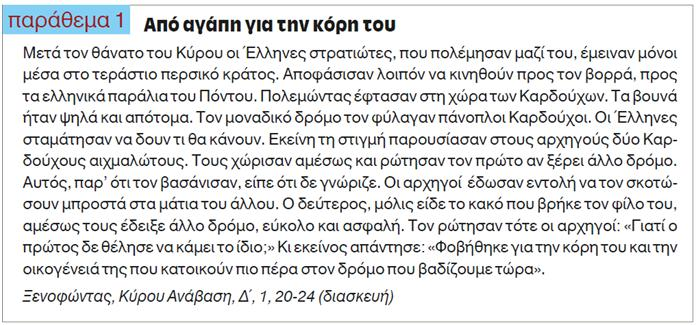 παράθεμα 1 Από αγάπη για την κόρη του
Μετά τον θάνατο του Κύρου οι Έλληνες στρατιώτες, που πολέμησαν μαζί του, έμειναν μόνοι
μέσα στο τεράστιο περσικό κράτος. Αποφάσισαν λοιπόν να κινηθούν προς τον βορρά, προς
τα ελληνικά παράλια του Πόντου. Πολεμώντας έφτασαν στη χώρα των Καρδούχων. Τα βουνά
ήταν ψηλά και απότομα. Τον μοναδικό δρόμο τον φύλαγαν πάνοπλοι Καρδούχοι. Οι Έλληνες
σταμάτησαν να δουν τι θα κάνουν. Εκείνη τη στιγμή παρουσίασαν στους αρχηγούς δύο Καρ-
δούχους αιχμαλώτους. Τους χώρισαν αμέσως και ρώτησαν τον πρώτο αν ξέρει άλλο δρόμο.
Αυτός, παρ' ότι τον βασάνισαν, είπε ότι δε γνώριζε. Οι αρχηγοί έδωσαν εντολή να τον σκοτώ-
σουν μπροστά στα μάτια του άλλου. Ο δεύτερος, μόλις είδε το κακό που βρήκε τον φίλο του,
αμέσως τους έδειξε άλλο δρόμο, εύκολο και ασφαλή. Τον ρώτησαν τότε οι αρχηγοί: «Γιατί ο
πρώτος δε θέλησε να κάμει το ίδιο;» Κι εκείνος απάντησε: «Φοβήθηκε για την κόρη του και την
οικογένειά της που κατοικούν πιο πέρα στον δρόμο που βαδίζουμε τώρα».
Ξενοφώντας, Κύρου Ανάβαση, Δ΄, 1, 20-24 (διασκευή)